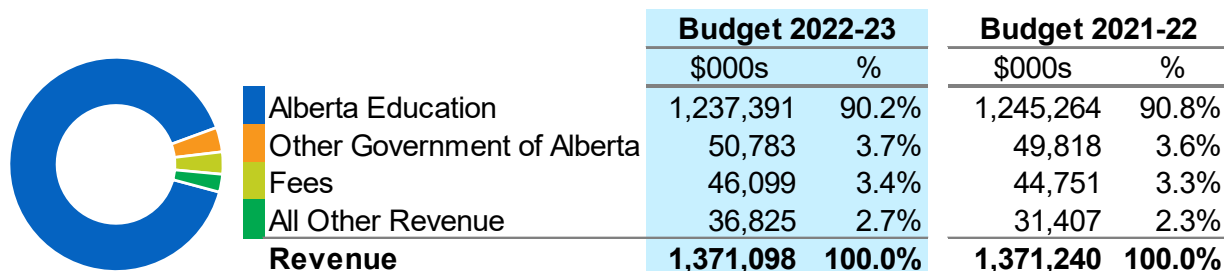 Budget 2022-23 Budget 2021-22
$000s % $000s %
Alberta Education 1,237,391 90.2% 1,245,264 90.8%
Other Government of Alberta 50,783 3.7% 49,818 3.6%
Fees 46,099 3.4% 44,751 3.3%
All Other Revenue 36,825 2.7% 31,407 2.3%
Revenue 1,371,098 100.0% 1,371,240 100.0%